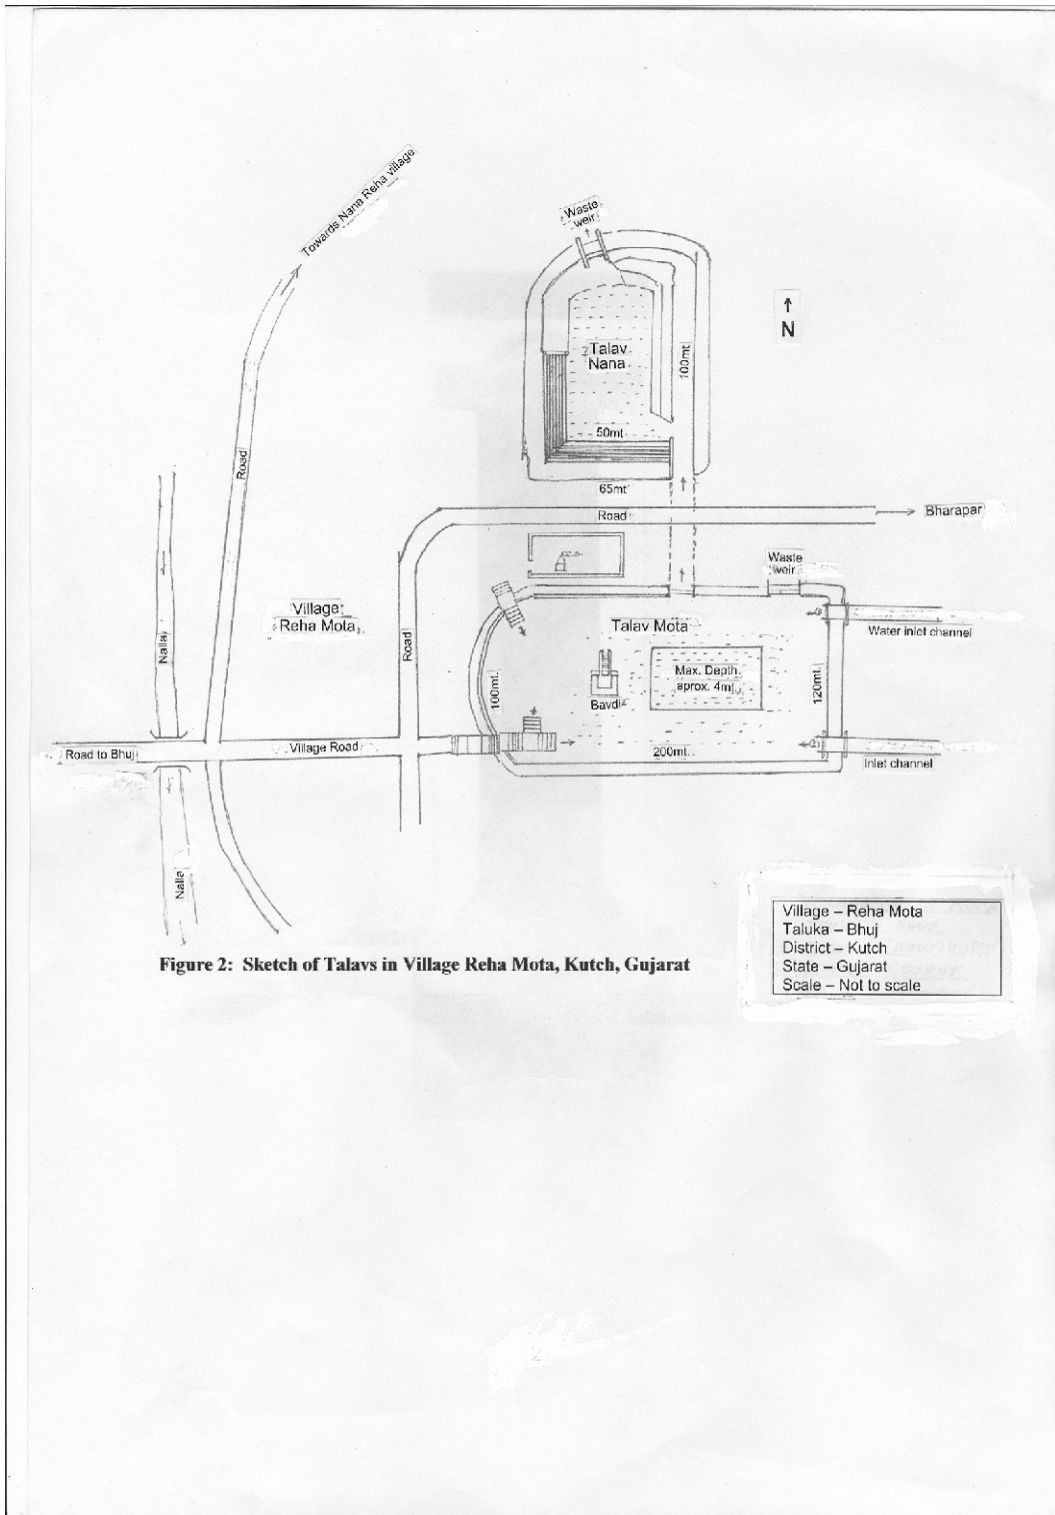 Towards Nana Reha village
Waste
weir
N
Talav
Nana
100mt
50mt
65mt
Road
Road
Bharapar
Waste
weir
Village
Reha Mota
Talav Mota
Water inlet channel
Nalla
Road
Max. Depth
aprox. 4mt
100mt.
120mt.
Bavdi
Road to Bhuj
Village Road
200mt.
Inlet channel
Nalla
Village – Reha Mota
Taluka – Bhuj
District – Kutch
State – Gujarat
Scale – Not to scale
Figure 2: Sketch of Talavs in Village Reha Mota, Kutch, Gujarat